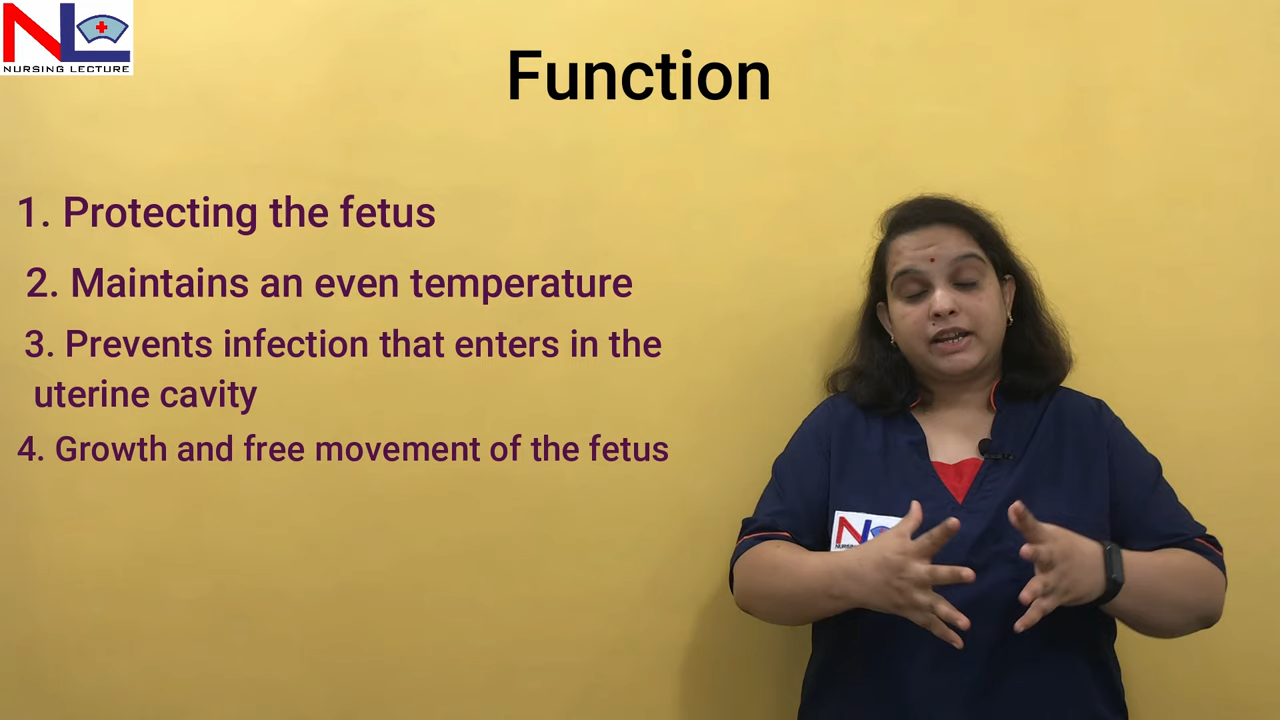 NL
NURSING LECTURE
Function
1. Protecting the fetus
2. Maintains an even temperature
3. Prevents infection that enters in the
uterine cavity
4. Growth and free movement of the fetus